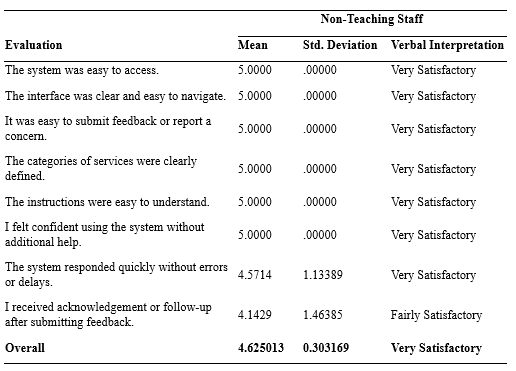 Non-Teaching Staff
Evaluation Mean Std. Deviation Verbal Interpretation
The system was easy to access. 5.0000 .00000 Very Satisfactory
The interface was clear and easy to navigate. 5.0000 .00000 Very Satisfactory
It was easy to submit feedback or report a
concern. 5.0000 .00000 Very Satisfactory
The categories of services were clearly
defined. 5.0000 .00000 Very Satisfactory
The instructions were easy to understand. 5.0000 .00000 Very Satisfactory
I felt confident using the system without
additional help. 5.0000 .00000 Very Satisfactory
The system responded quickly without errors
or delays. 4.5714 1.13389 Very Satisfactory
I received acknowledgement or follow-up
after submitting feedback. 4.1429 1.46385 Fairly Satisfactory
Overall 4.625013 0.303169 Very Satisfactory